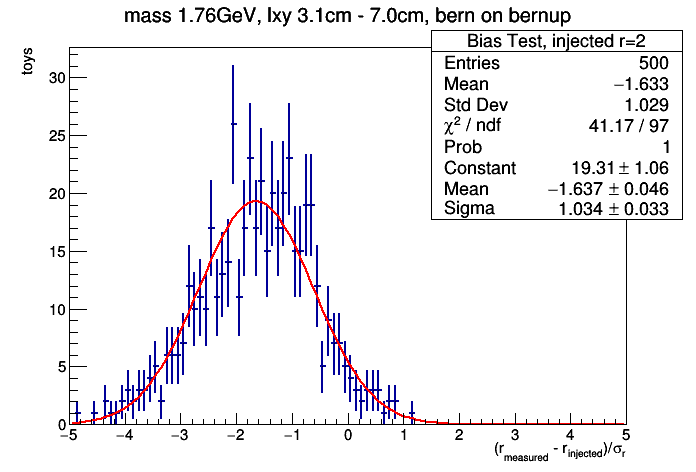 mass 1.76GeV, lxy 3.1cm - 7.0cm, bern on bernup
Bias Test, injected r=2
Entries 500
Mean −1.633
Std Dev 1.029
χ² / ndf 41.17 / 97
Prob 1
Constant 19.31 ± 1.06
Mean −1.637 ± 0.046
Sigma 1.034 ± 0.033
toys
30
25
20
15
10
5
0
−5 −4 −3 −2 −1 0 1 2 3 4 5
(r_measured - r_injected)/σ_r